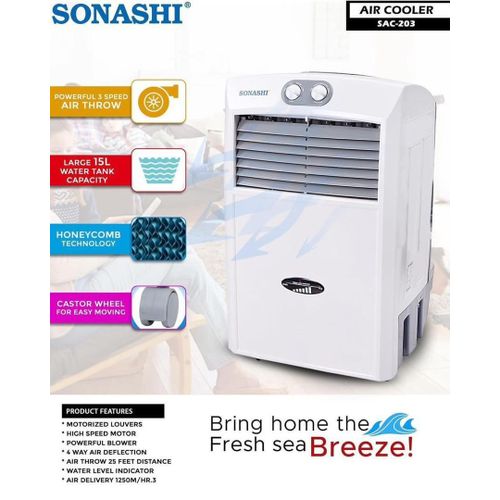 SONASHI®
AIR COOLER
SAC-203
SONASHI
POWERFUL 3 SPEED
AIR THROW
LARGE 15L
WATER TANK
CAPACITY
HONEYCOMB
TECHNOLOGY
CASTOR WHEEL
FOR EASY MOVING
PRODUCT FEATURES
• MOTORIZED LOUVERS
• HIGH SPEED MOTOR
• POWERFUL BLOWER
• 4 WAY AIR DEFLECTION
• AIR THROW 25 FEET DISTANCE
• WATER LEVEL INDICATOR
• AIR DELIVERY 1250M/HR.3
Bring home the
Fresh sea Breeze!